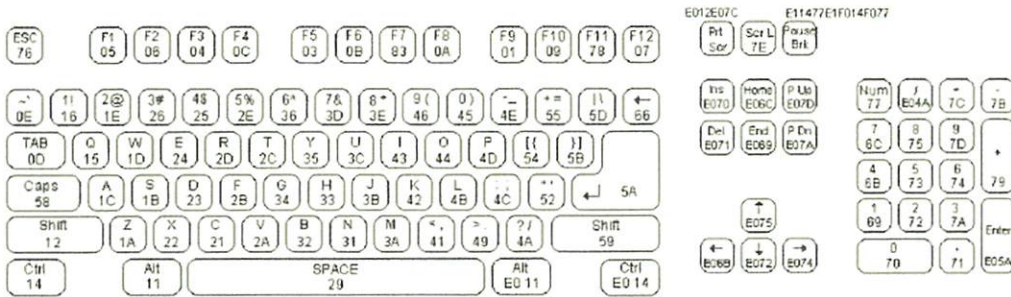 E012E07C E11477E1F014F077
ESC F1 F2 F3 F4 F5 F6 F7 F8 F9 F10 F11 F12 Prt Scr L Pause
76 05 06 04 0C 03 0B 83 0A 01 09 78 07 Scr 7E Brk
~` 1! 2@ 3# 4$ 5% 6^ 7& 8* 9( 0) -_ += |\ ← Ins Home P Up Num / * -
0E 16 1E 26 25 2E 36 3D 3E 46 45 4E 55 5D 66 E070 E06C E07D 77 E04A 7C 7B
TAB Q W E R T Y U I O P [{ }] Del End P Dn 7 8 9 +
0D 15 1D 24 2D 2C 35 3C 43 44 4D 54 5B E071 E069 E07A 6C 75 7D 79
Caps A S D F G H J K L ; : '" ↵ 5A 4 5 6
58 1C 1B 23 2B 34 33 3B 42 4B 4C 52 6B 73 74
Shift Z X C V B N M <, >. ?/ Shift ↑ 1 2 3 Enter
12 1A 22 21 2A 32 31 3A 41 49 4A 59 E075 69 72 7A E05A
Ctrl Alt SPACE Alt Ctrl ← ↓ → 0 .
14 11 29 E0 11 E0 14 E06B E072 E074 70 71